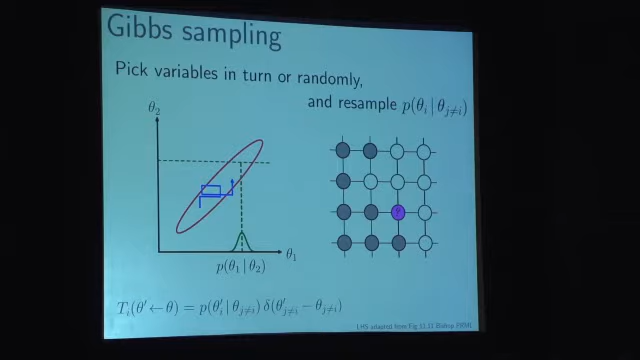 Gibbs sampling
Pick variables in turn or randomly,
and resample p(θᵢ | θⱼ≠ᵢ)
θ₂
?
θ₁
p(θ₁ | θ₂)
Tᵢ(θ′ ← θ) = p(θ′ᵢ | θⱼ≠ᵢ) δ(θ′ⱼ≠ᵢ − θⱼ≠ᵢ)
LHS adapted from Fig 11.11 Bishop PRML